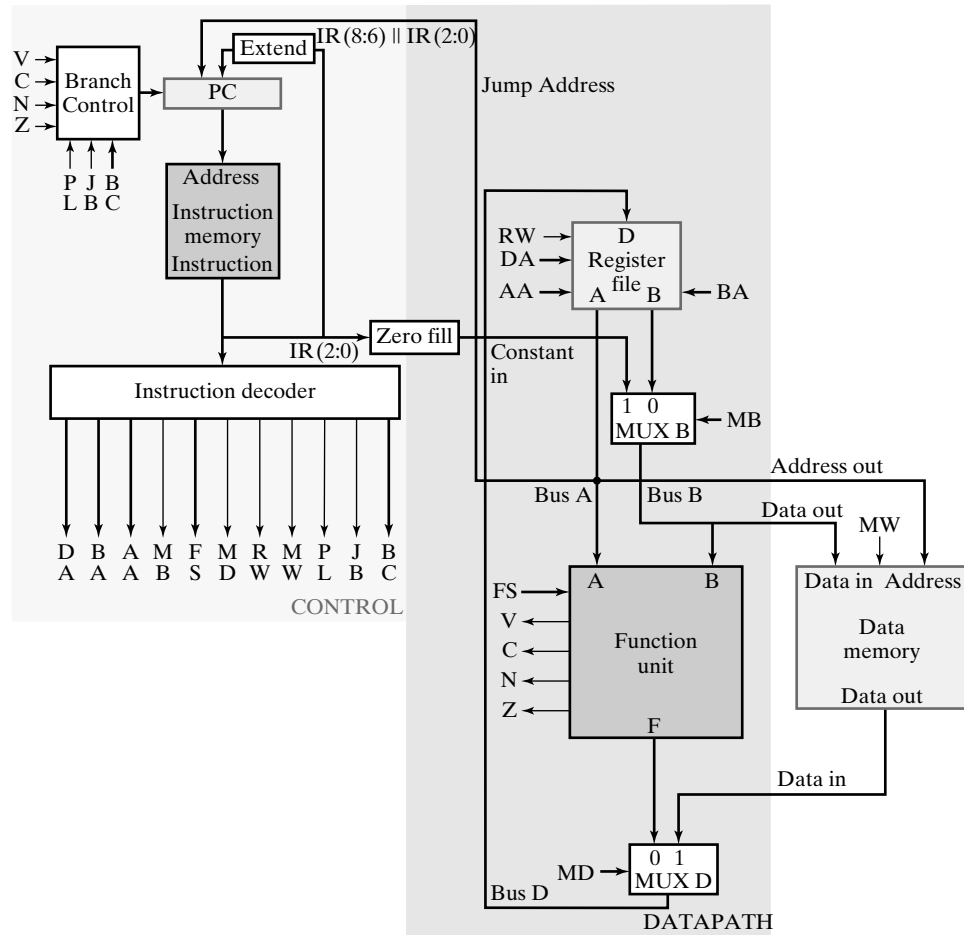 IR (8:6) || IR (2:0)
Extend
V
C
N
Z
Branch
Control
PC
Jump Address
P
L
J
B
B
C
Address
Instruction
memory
Instruction
RW
DA
AA
D
Register
file
A B
BA
IR (2:0)
Zero fill
Constant
in
Instruction decoder
1 0
MUX B
MB
Address out
Bus A
Bus B
Data out
MW
D
A
B
A
A
A
M
B
F
S
M
D
R
W
M
W
P
L
J
B
B
C
CONTROL
A B
FS
V
C
N
Z
Function
unit
F
Data in Address
Data
memory
Data out
Data in
0 1
MUX D
MD
Bus D
DATAPATH